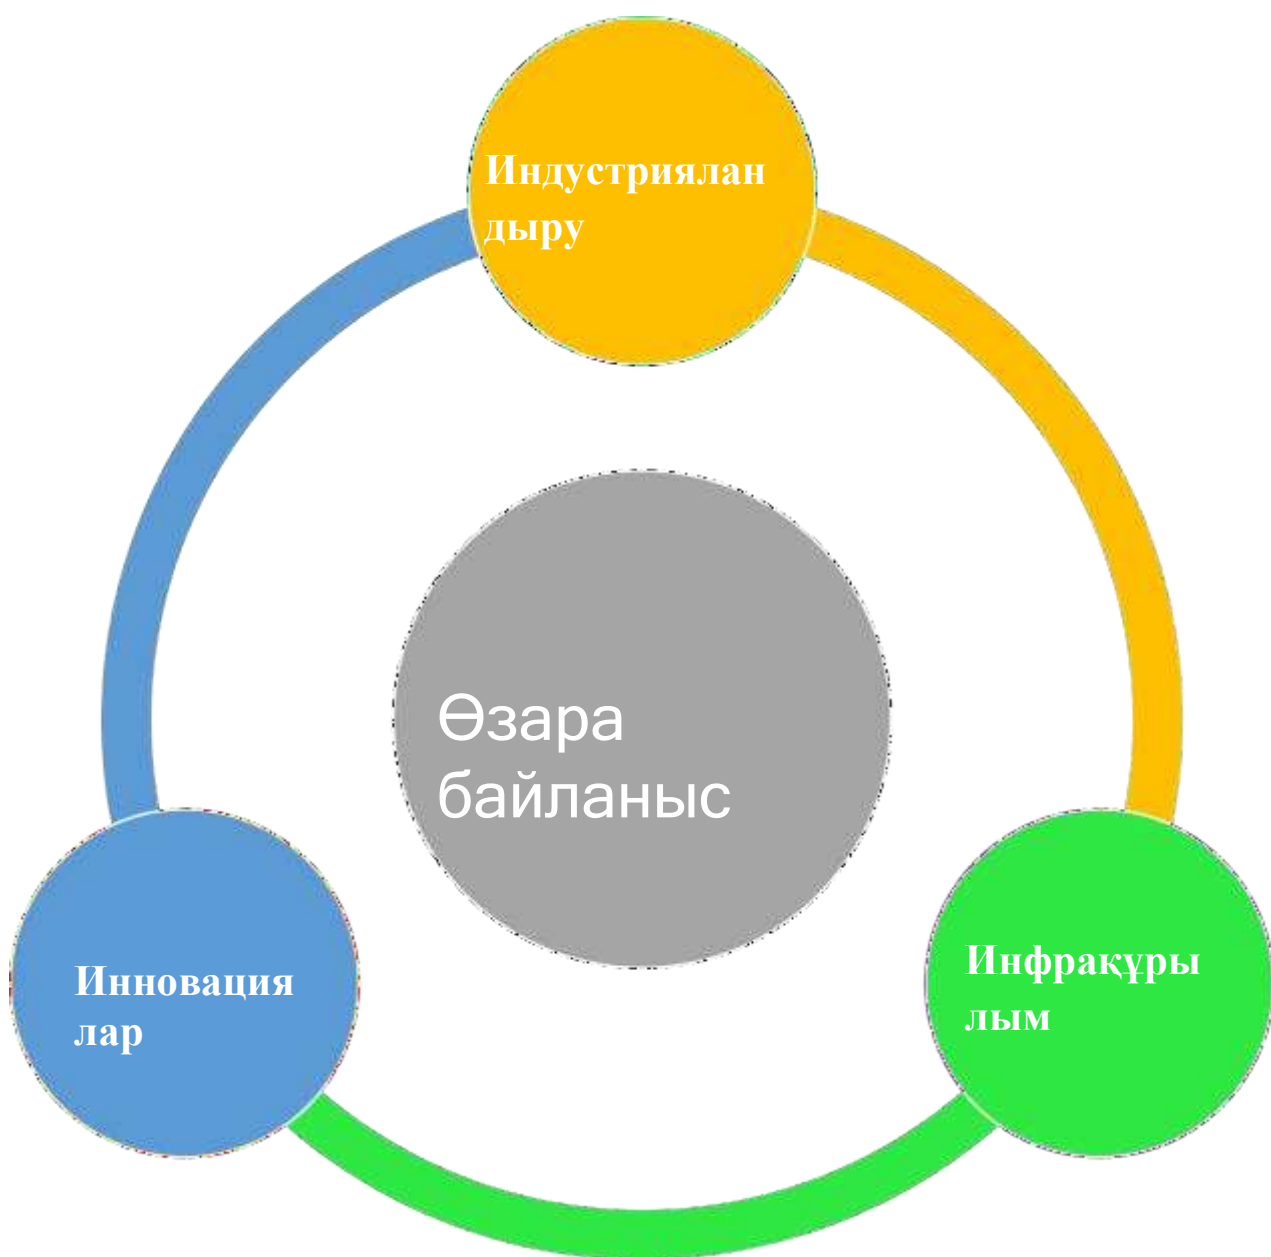 Индустриялан
дыру
Өзара
байланыс
Инновация
лар
Инфрақұры
лым